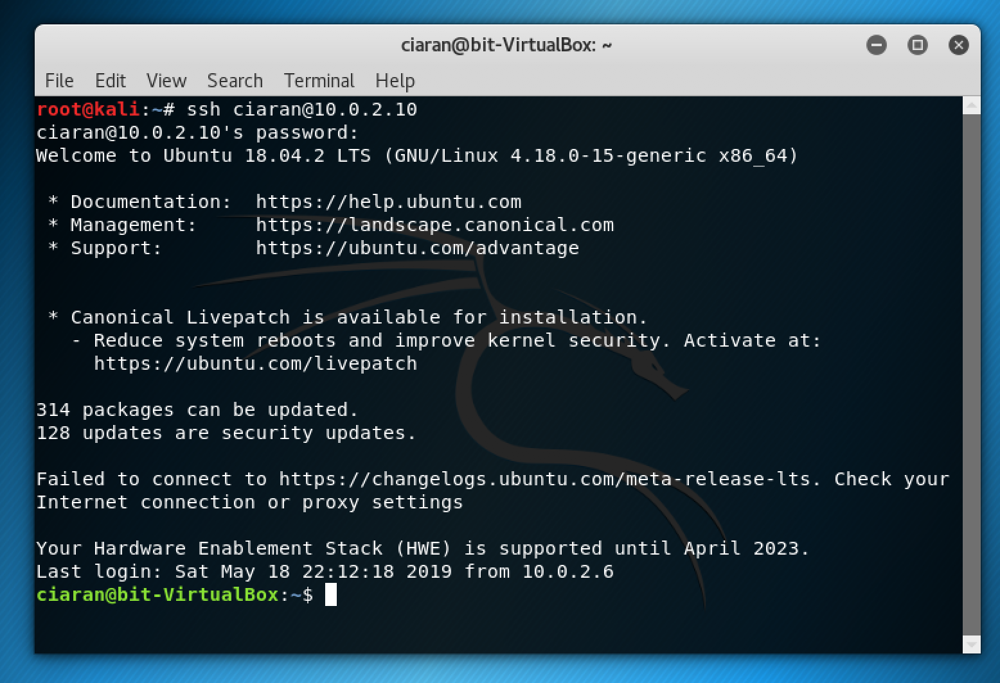 ciaran@bit-VirtualBox: ~
File Edit View Search Terminal Help
root@kali:~# ssh ciaran@10.0.2.10
ciaran@10.0.2.10's password:
Welcome to Ubuntu 18.04.2 LTS (GNU/Linux 4.18.0-15-generic x86_64)
* Documentation:  https://help.ubuntu.com
* Management:     https://landscape.canonical.com
* Support:        https://ubuntu.com/advantage
* Canonical Livepatch is available for installation.
- Reduce system reboots and improve kernel security. Activate at:
https://ubuntu.com/livepatch
314 packages can be updated.
128 updates are security updates.
Failed to connect to https://changelogs.ubuntu.com/meta-release-lts. Check your
Internet connection or proxy settings
Your Hardware Enablement Stack (HWE) is supported until April 2023.
Last login: Sat May 18 22:12:18 2019 from 10.0.2.6
ciaran@bit-VirtualBox:~$